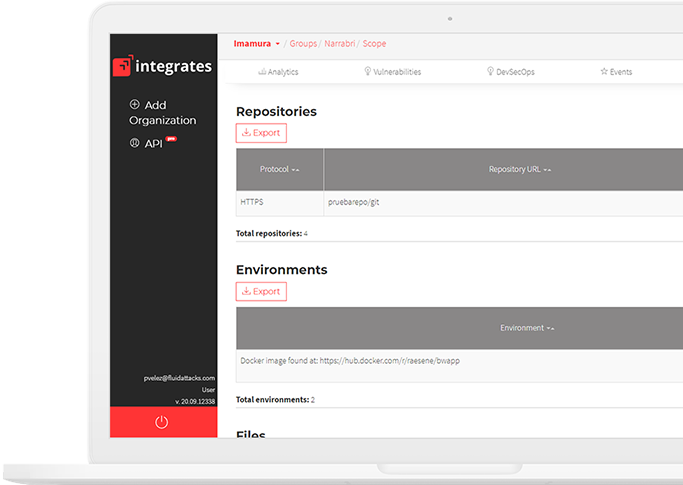 integrates
Add
Organization
API pro
pvelez@fluidattacks.com
User
v. 20.09.12338
Imamura / Groups / Narrabri / Scope
Analytics Vulnerabilities DevSecOps Events
Repositories
Export
Protocol Repository URL
HTTPS pruebarepo/git
Total repositories: 4
Environments
Export
Environment
Docker image found at: https://hub.docker.com/r/raesene/bwapp
Total environments: 2
Files